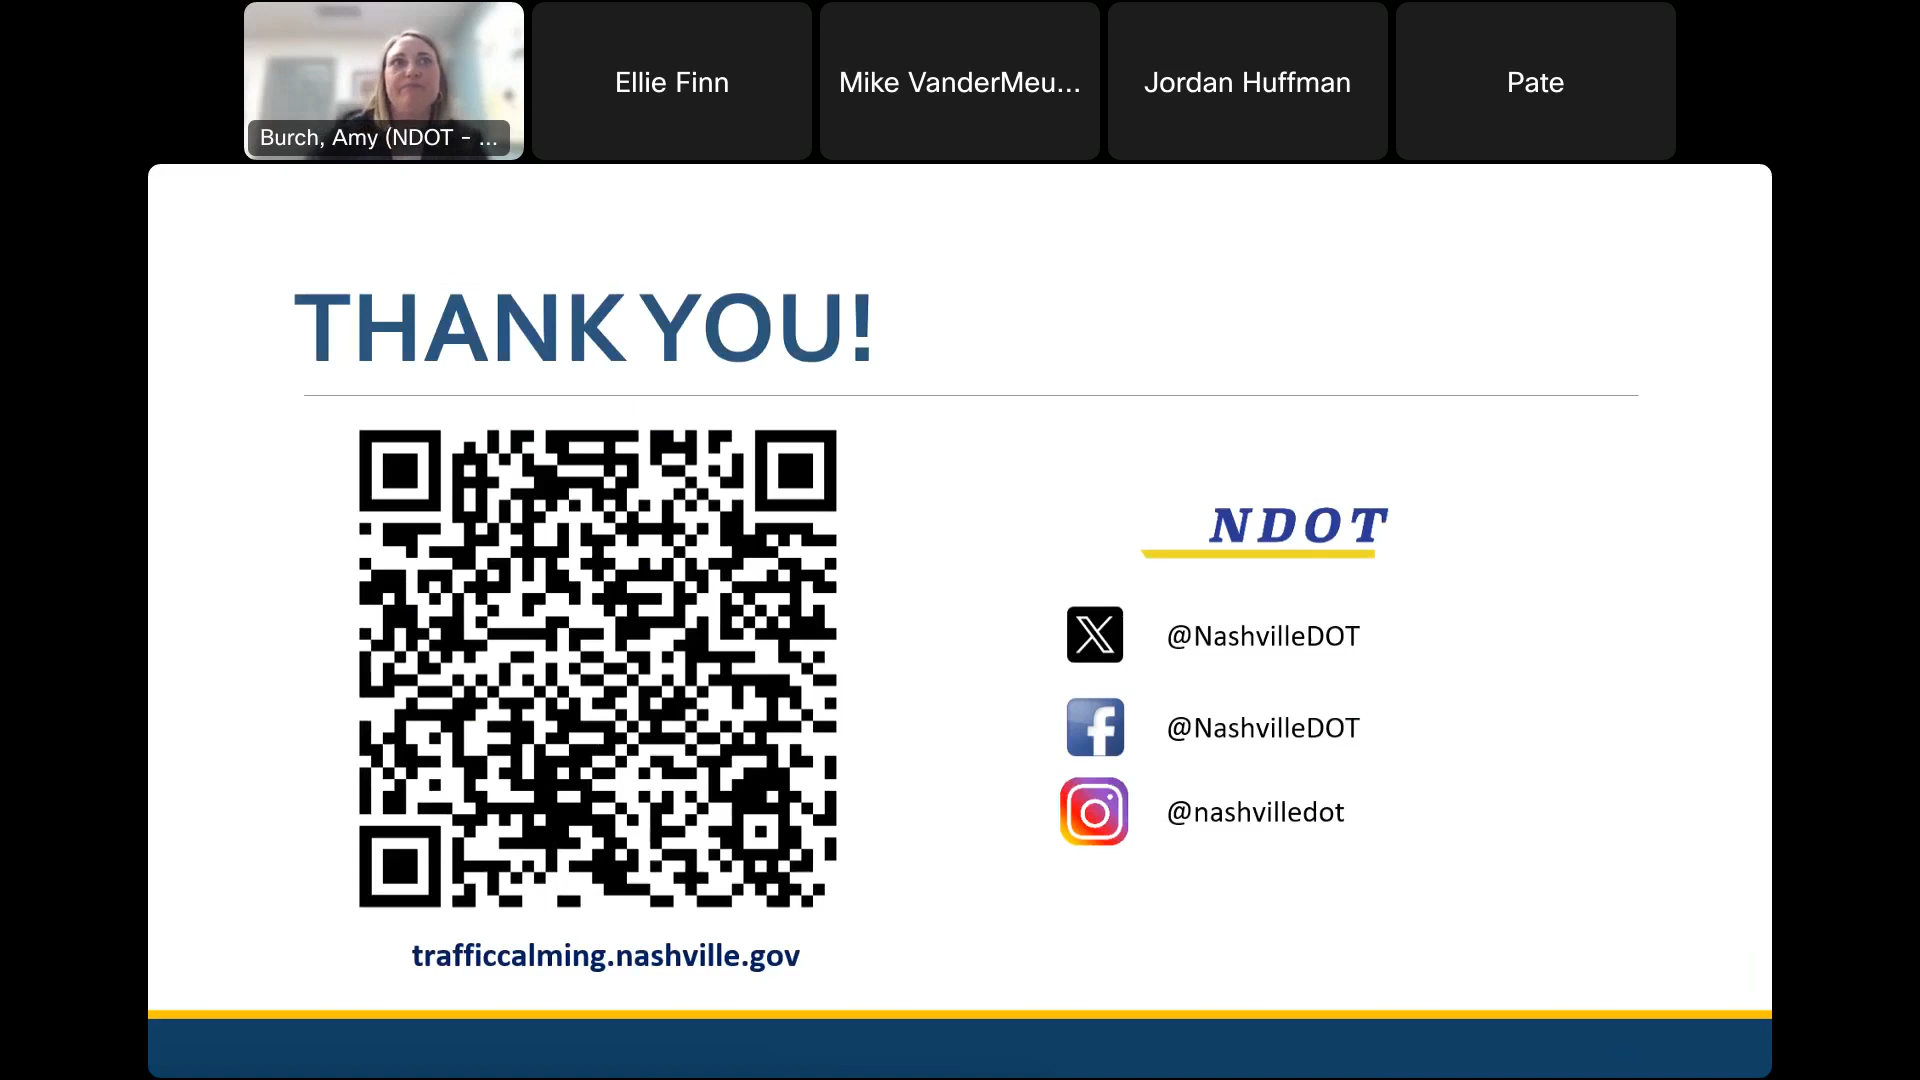 Burch, Amy (NDOT - ...
Ellie Finn
Mike VanderMeu...
Jordan Huffman
Pate
THANK YOU!
NDOT
@NashvilleDOT
@NashvilleDOT
@nashvilledot
trafficcalming.nashville.gov